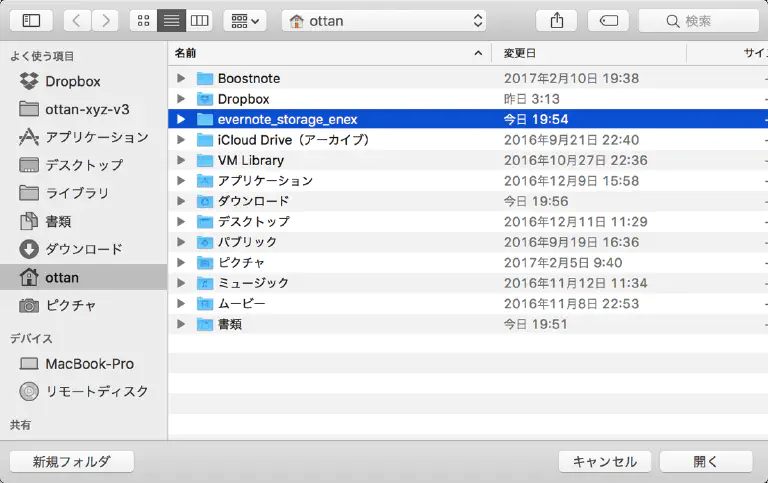 ottan
検索
よく使う項目
Dropbox
ottan-xyz-v3
アプリケーション
デスクトップ
ライブラリ
書類
ダウンロード
ottan
ピクチャ
デバイス
MacBook-Pro
リモートディスク
共有
名前 変更日 サイ
Boostnote 2017年2月10日 19:38
Dropbox 昨日 3:13
evernote_storage_enex 今日 19:54
iCloud Drive（アーカイブ） 2016年9月21日 22:40
VM Library 2016年10月27日 22:36
アプリケーション 2016年12月9日 15:58
ダウンロード 今日 19:56
デスクトップ 2016年12月11日 11:29
パブリック 2016年9月19日 16:36
ピクチャ 2017年2月5日 9:40
ミュージック 2016年11月12日 11:34
ムービー 2016年11月8日 22:53
書類 今日 19:51
新規フォルダ キャンセル 開く